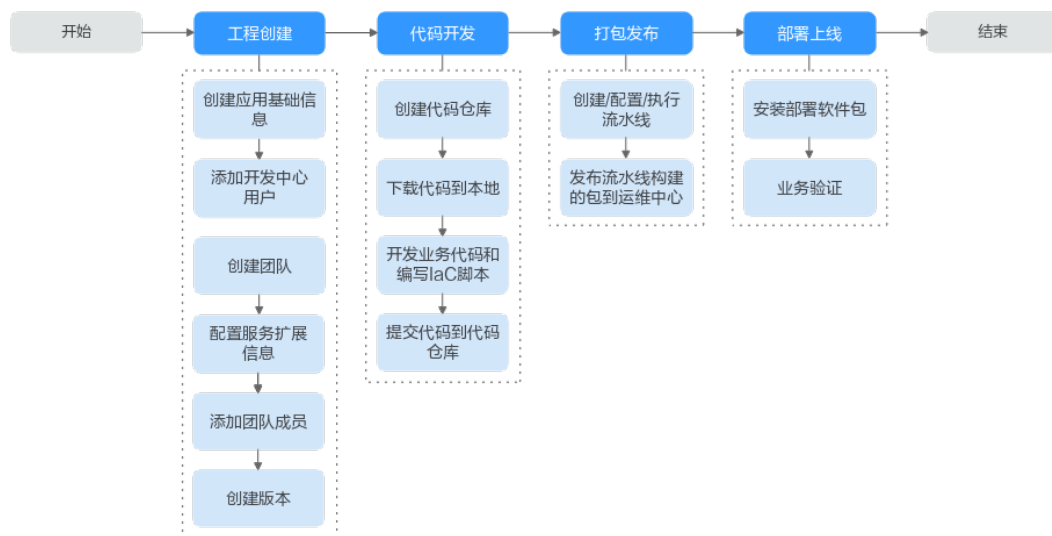 开始
工程创建
代码开发
打包发布
部署上线
结束
创建应用基础信
息
添加开发中心
用户
创建团队
配置服务扩展
信息
添加团队成员
创建版本
创建代码仓库
下载代码到本地
开发业务代码和
编写IaC脚本
提交代码到代码
仓库
创建/配置/执行
流水线
发布流水线构建
的包到运维中心
安装部署软件包
业务验证